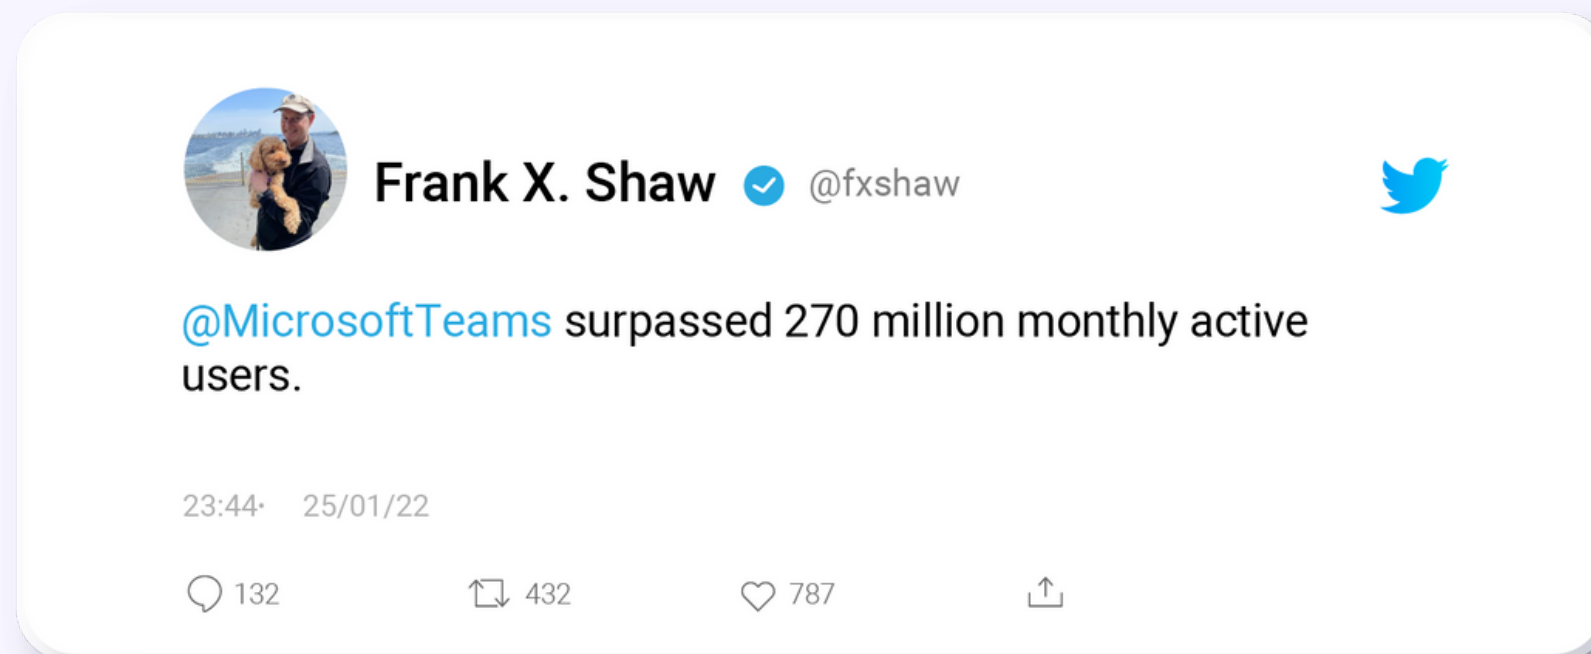 Frank X. Shaw @fxshaw
@MicrosoftTeams surpassed 270 million monthly active
users.
23:44· 25/01/22
132 432 787